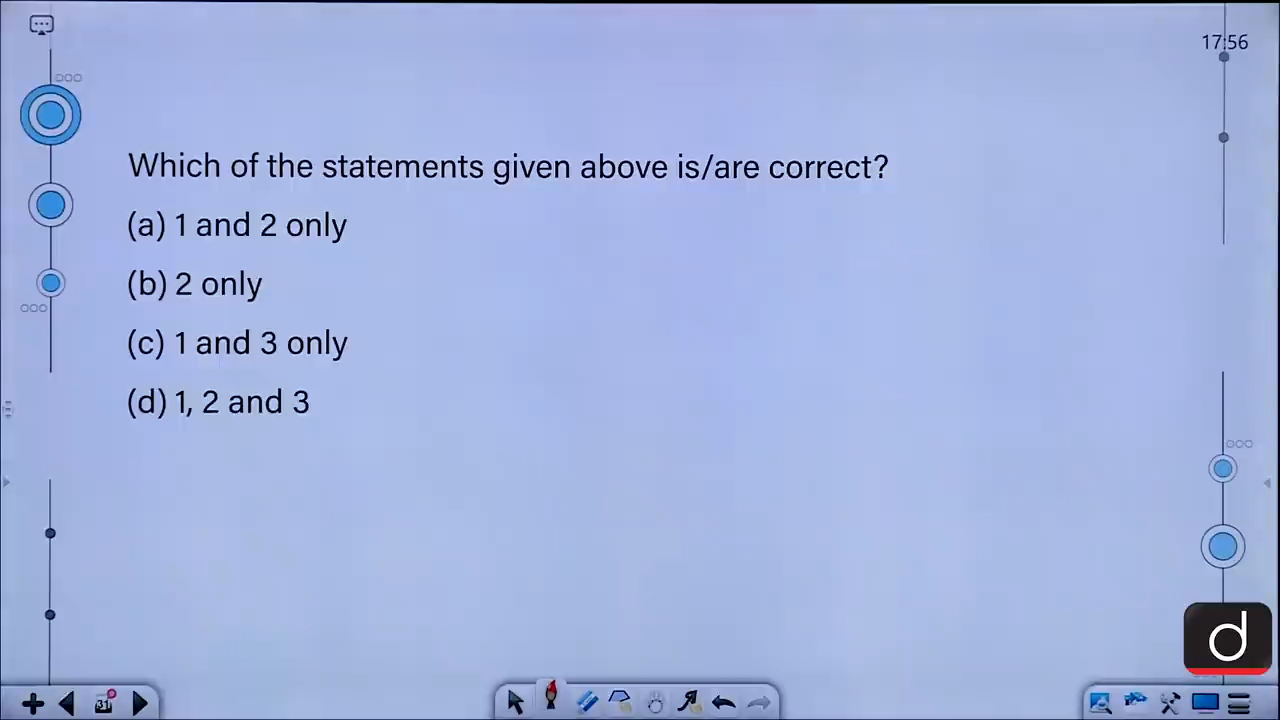 17:56
Which of the statements given above is/are correct?
(a) 1 and 2 only
(b) 2 only
(c) 1 and 3 only
(d) 1, 2 and 3
d
31